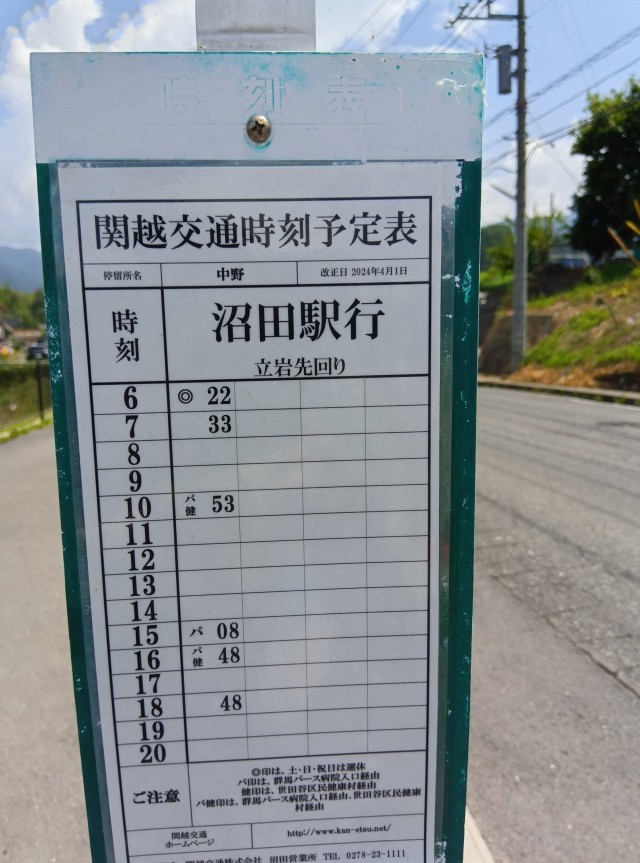 時刻表
関越交通時刻予定表
停留所名 中野 改正日 2024年4月1日
時刻 沼田駅行
立岩先回り
6 ◎ 22
7 33
8
9
10 パ健 53
11
12
13
14
15 パ 08
16 パ健 48
17
18 48
19
20
ご注意
◎印は、土・日・祝日は運休
パ印は、群馬パース病院入口経由
健印は、世田谷区民健康村経由
パ健印は、群馬パース病院入口経由、世田谷区民健康
村経由
関越交通
ホームページ
http://www.kan-etsu.net/
関越交通株式会社 沼田営業所 TEL 0278-23-1111